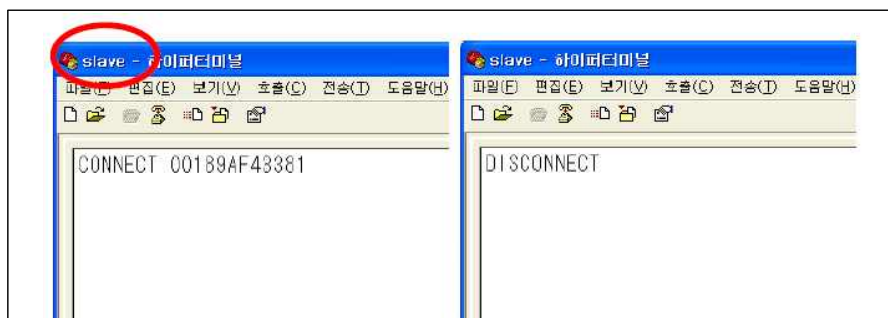 slave - 하이퍼터미널
파일(F) 편집(E) 보기(V) 호출(C) 전송(T) 도움말(H)
CONNECT 00189AF43381
slave - 하이퍼터미널
파일(F) 편집(E) 보기(V) 호출(C) 전송(T) 도움말(H)
DISCONNECT